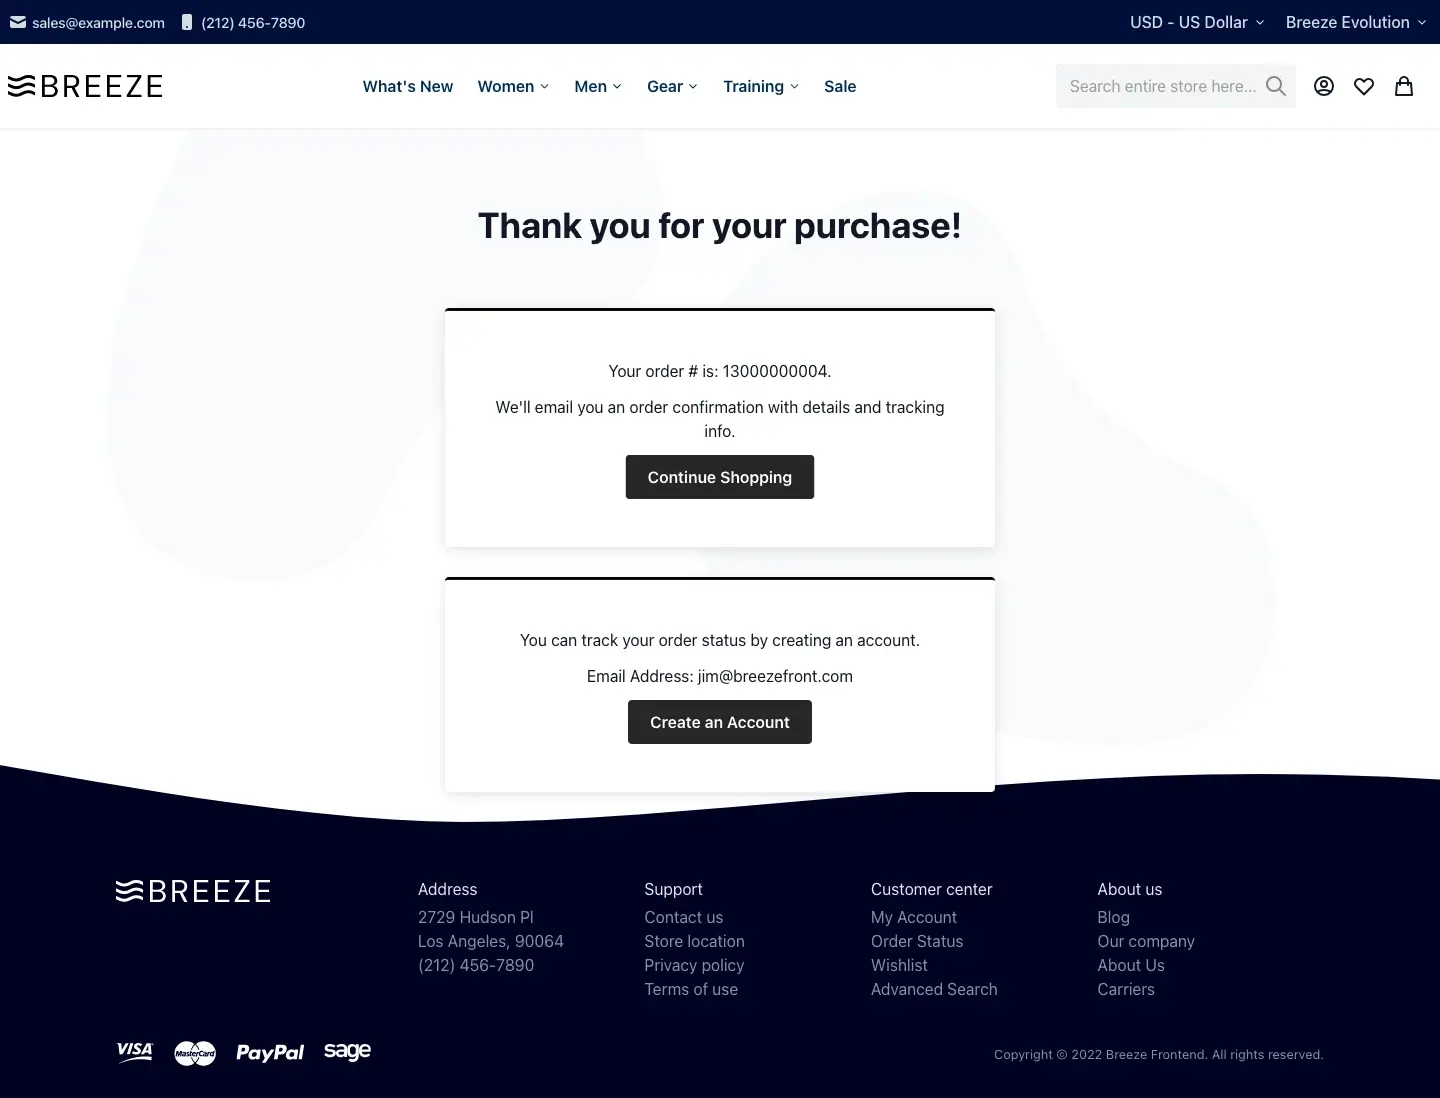 sales@example.com (212) 456-7890 USD - US Dollar Breeze Evolution
BREEZE What's New Women Men Gear Training Sale Search entire store here...
Thank you for your purchase!
Your order # is: 13000000004.
We'll email you an order confirmation with details and tracking
info.
Continue Shopping
You can track your order status by creating an account.
Email Address: jim@breezefront.com
Create an Account
BREEZE
Address
2729 Hudson Pl
Los Angeles, 90064
(212) 456-7890
Support
Contact us
Store location
Privacy policy
Terms of use
Customer center
My Account
Order Status
Wishlist
Advanced Search
About us
Blog
Our company
About Us
Carriers
VISA MasterCard PayPal sage
Copyright © 2022 Breeze Frontend. All rights reserved.